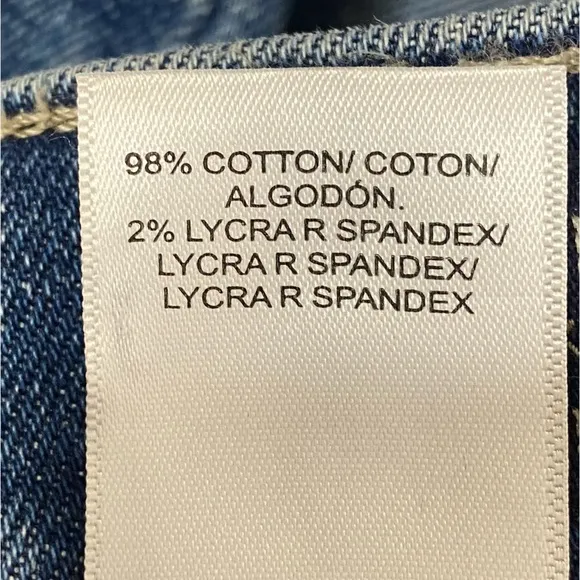 98% COTTON/ COTON/
ALGODÓN.
2% LYCRA R SPANDEX/
LYCRA R SPANDEX/
LYCRA R SPANDEX